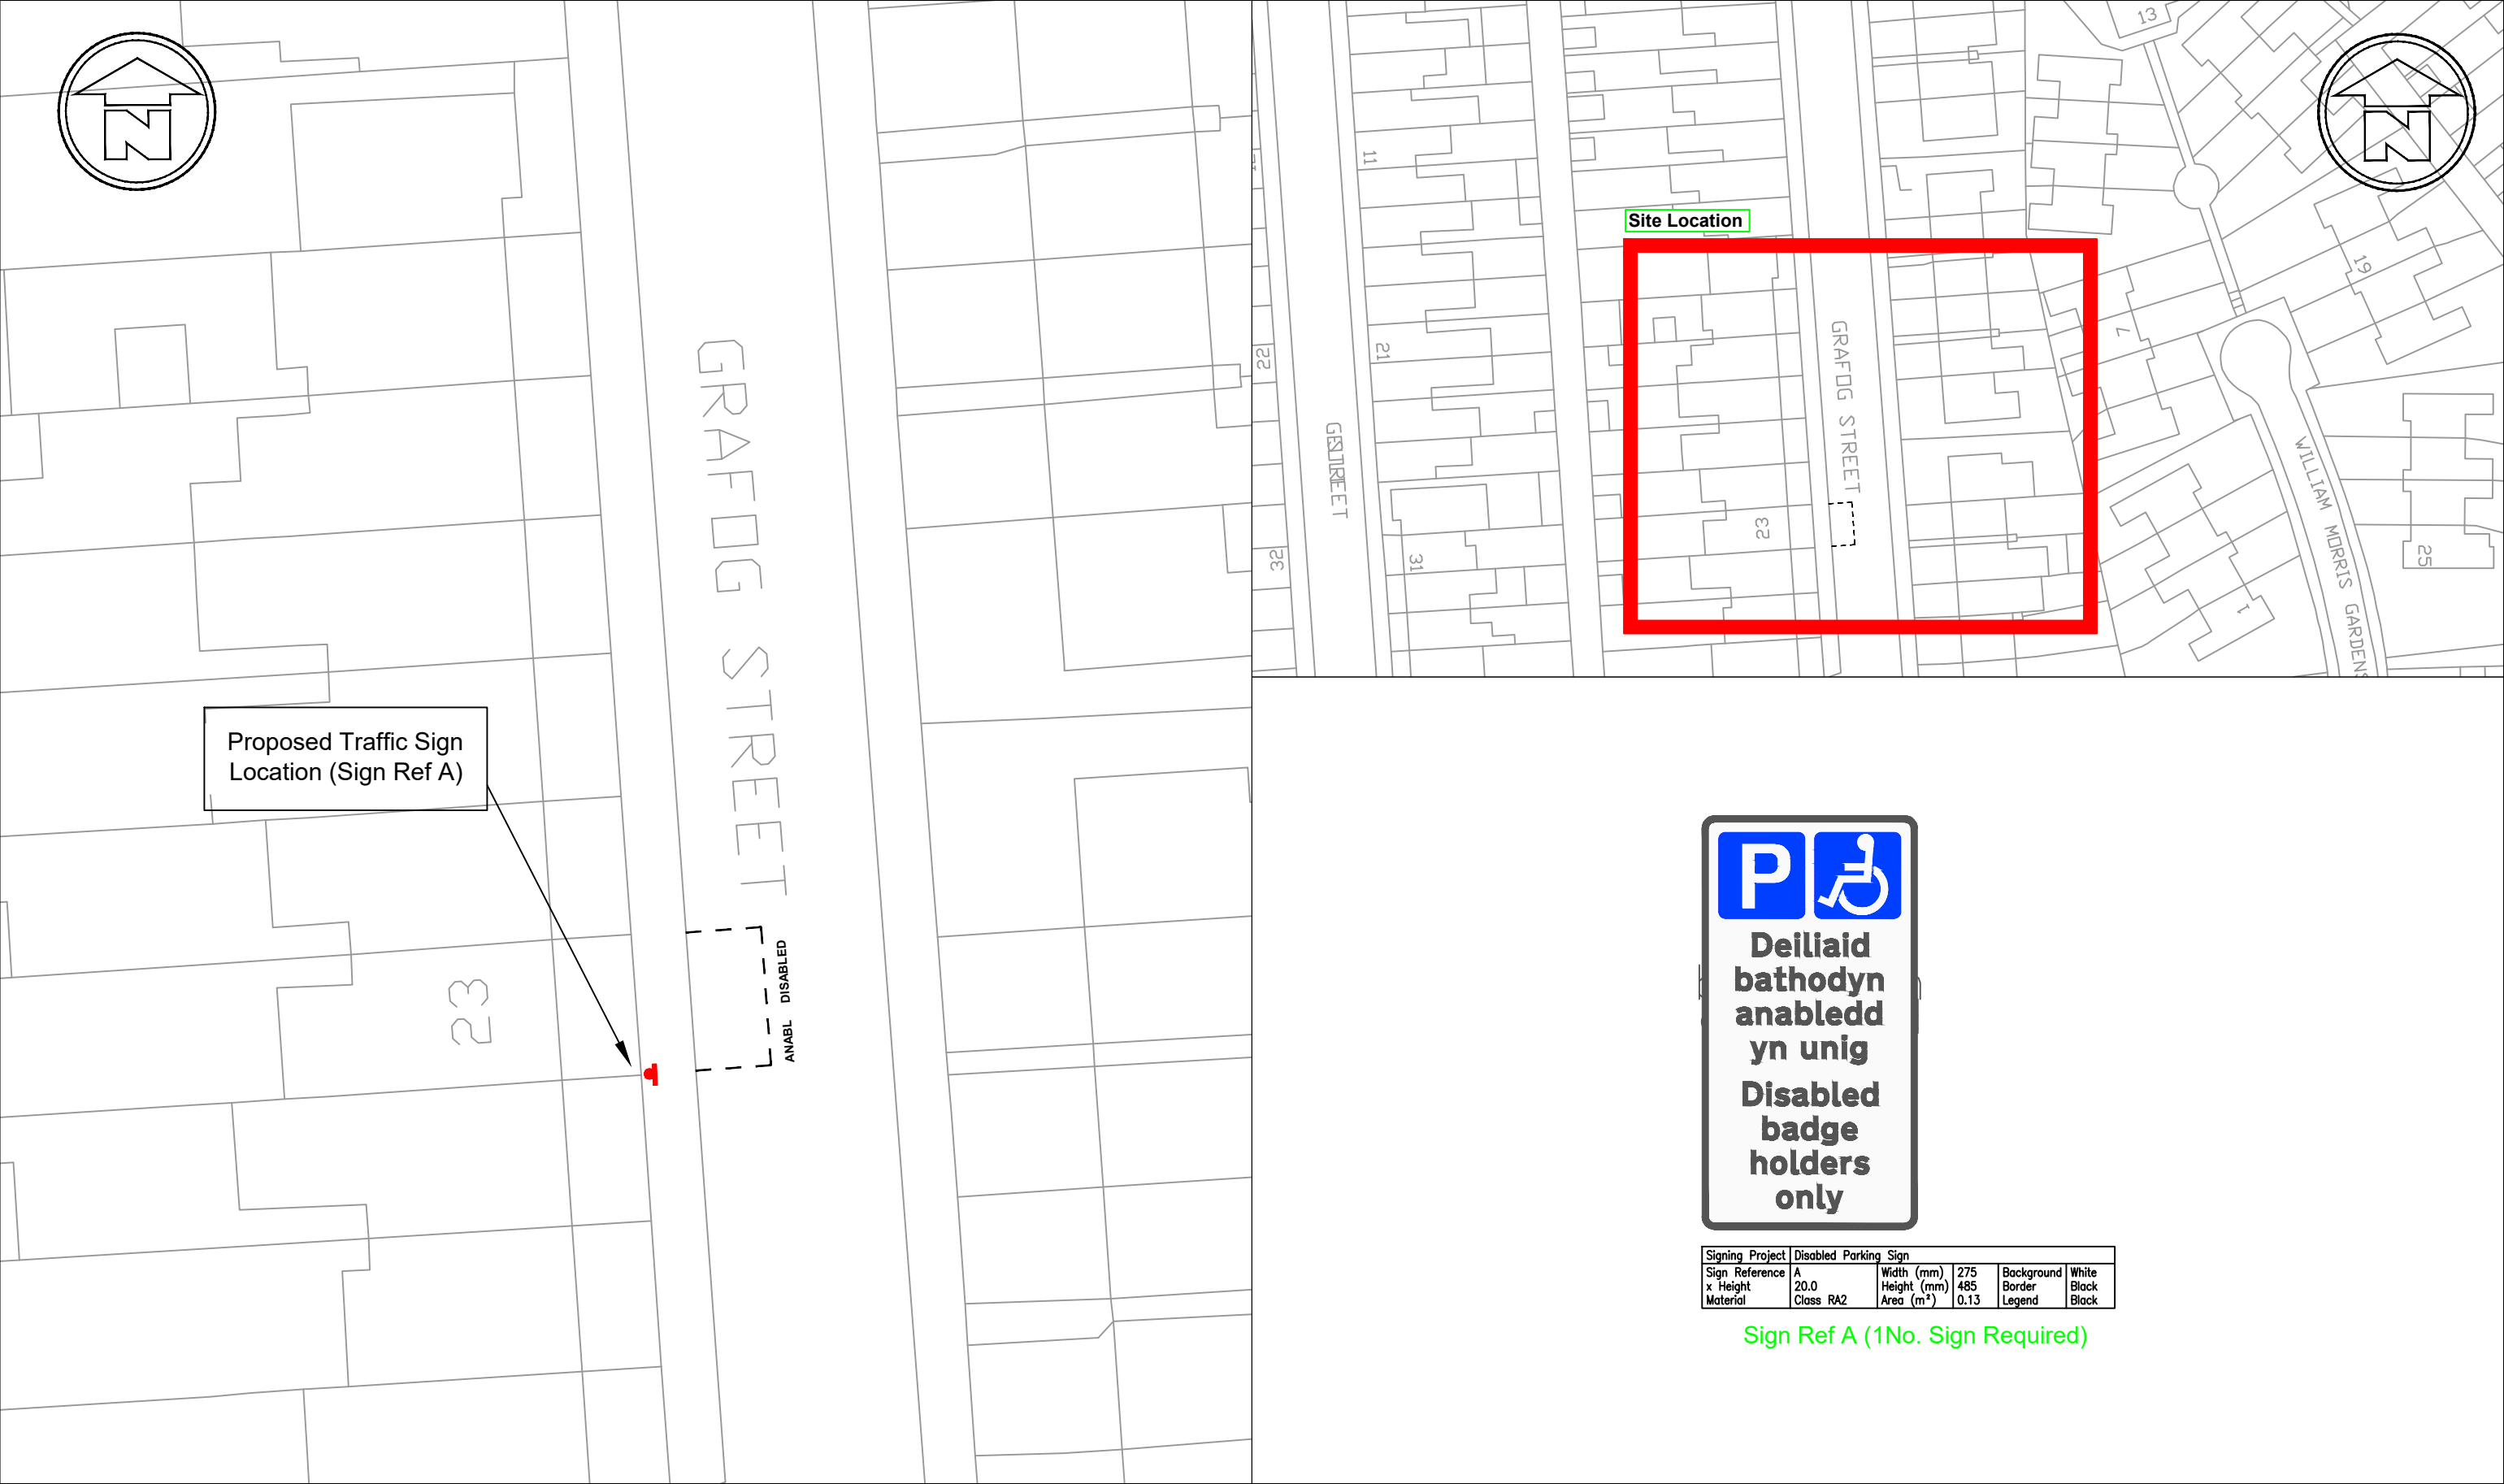 N
GRAFOG STREET
Proposed Traffic Sign
Location (Sign Ref A)
23
ANABL DISABLED
N
13
11
Site Location
19
7
21
22
GRAFOG STREET
STREET
WILLIAM MORRIS GARDENS
23
31
32
25
1
P
Deiliaid
bathodyn
anabledd
yn unig
Disabled
badge
holders
only
Signing Project Disabled Parking Sign
Sign Reference A Width (mm) 275 Background White
x Height 20.0 Height (mm) 485 Border Black
Material Class RA2 Area (m²) 0.13 Legend Black
Sign Ref A (1No. Sign Required)